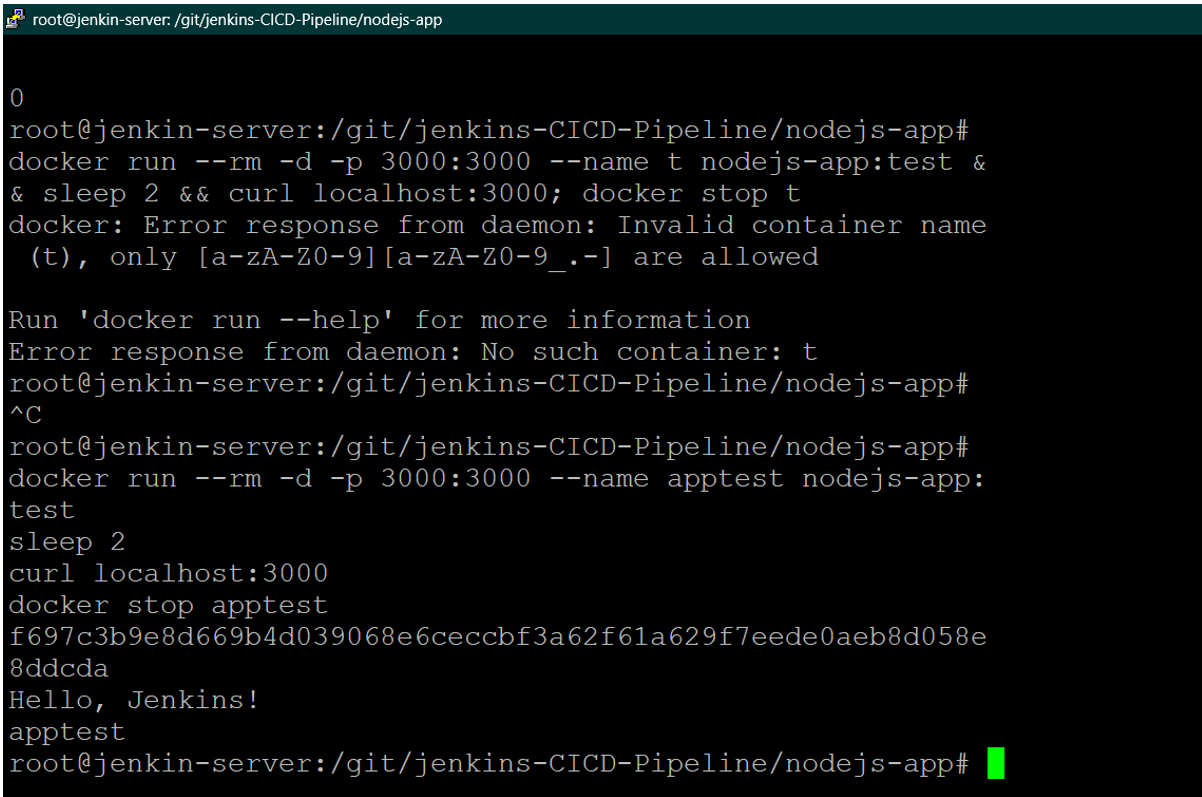 root@jenkin-server: /git/jenkins-CICD-Pipeline/nodejs-app
0
root@jenkin-server:/git/jenkins-CICD-Pipeline/nodejs-app#
docker run --rm -d -p 3000:3000 --name t nodejs-app:test &
& sleep 2 && curl localhost:3000; docker stop t
docker: Error response from daemon: Invalid container name
(t), only [a-zA-Z0-9][a-zA-Z0-9_.-] are allowed
Run 'docker run --help' for more information
Error response from daemon: No such container: t
root@jenkin-server:/git/jenkins-CICD-Pipeline/nodejs-app#
^C
root@jenkin-server:/git/jenkins-CICD-Pipeline/nodejs-app#
docker run --rm -d -p 3000:3000 --name apptest nodejs-app:
test
sleep 2
curl localhost:3000
docker stop apptest
f697c3b9e8d669b4d039068e6ceccbf3a62f61a629f7eede0aeb8d058e
8ddcda
Hello, Jenkins!
apptest
root@jenkin-server:/git/jenkins-CICD-Pipeline/nodejs-app#